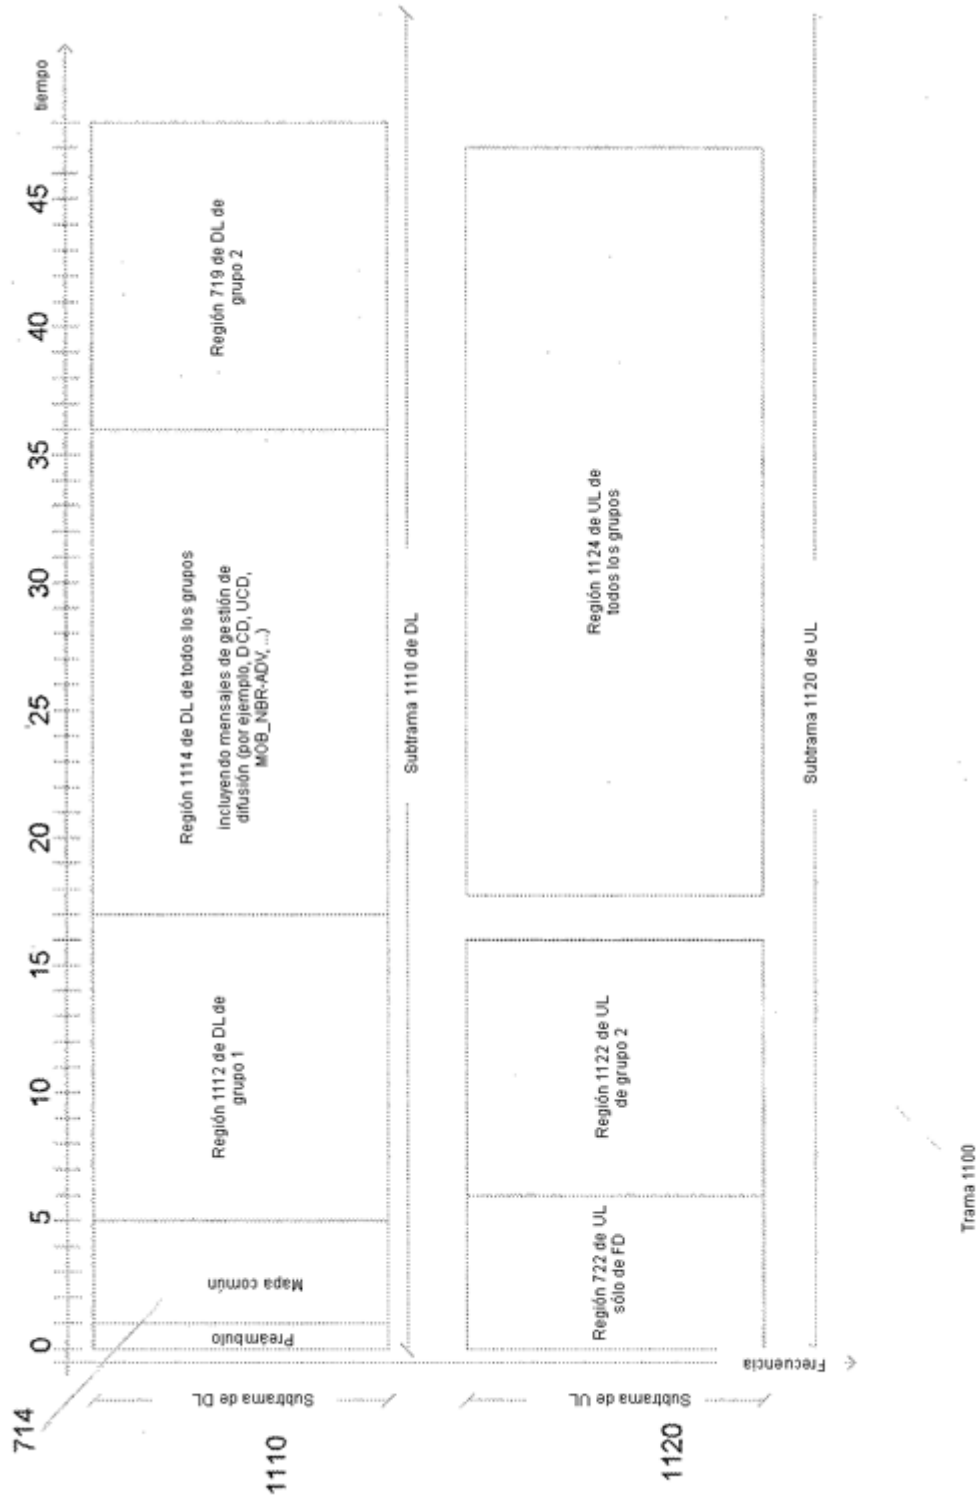 714
0
5
10
15
20
25
30
35
40
45
tiempo
1110
Subtrama de DL
Preámbulo
Mapa común
Región 1112 de DL de
grupo 1
Región 1114 de DL de todos los grupos
incluyendo mensajes de gestión de
difusión (por ejemplo, DCD, UCD,
MOB_NBR-ADV, ...)
Región 719 de DL de
grupo 2
Subtrama 1110 de DL
1120
Subtrama de UL
Región 722 de UL
sólo de FD
Región 1122 de UL
de grupo 2
Región 1124 de UL de
todos los grupos
Subtrama 1120 de UL
Frecuencia
Trama 1100